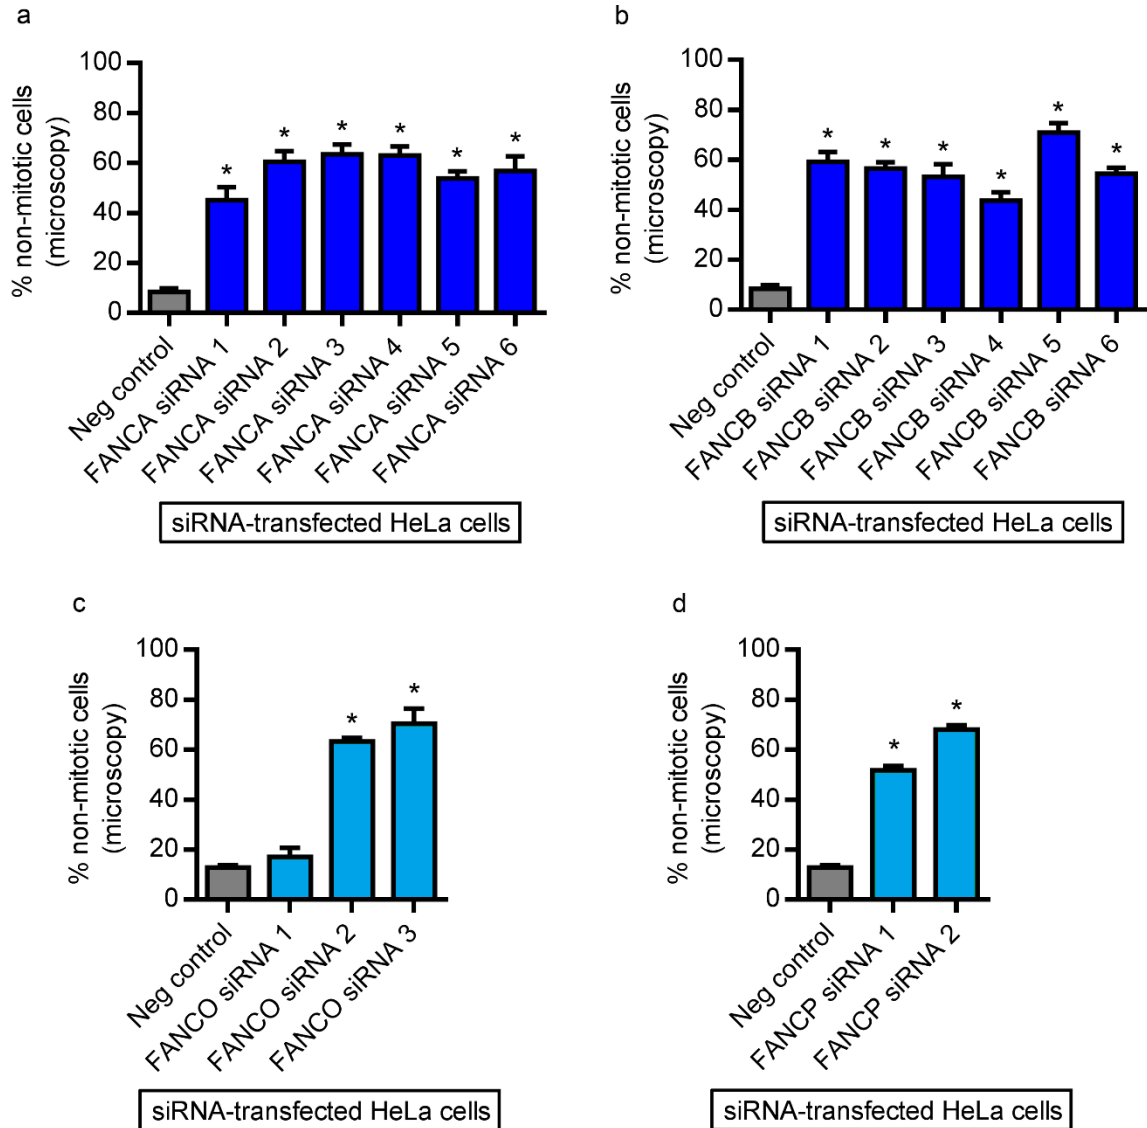 a
% non-mitotic cells
(microscopy)
100
80
60
40
20
0
*
*
*
*
*
*
Neg control
FANCA siRNA 1
FANCA siRNA 2
FANCA siRNA 3
FANCA siRNA 4
FANCA siRNA 5
FANCA siRNA 6
siRNA-transfected HeLa cells
b
% non-mitotic cells
(microscopy)
100
80
60
40
20
0
*
*
*
*
*
*
Neg control
FANCB siRNA 1
FANCB siRNA 2
FANCB siRNA 3
FANCB siRNA 4
FANCB siRNA 5
FANCB siRNA 6
siRNA-transfected HeLa cells
c
% non-mitotic cells
(microscopy)
100
80
60
40
20
0
*
*
Neg control
FANCO siRNA 1
FANCO siRNA 2
FANCO siRNA 3
siRNA-transfected HeLa cells
d
% non-mitotic cells
(microscopy)
100
80
60
40
20
0
*
*
Neg control
FANCP siRNA 1
FANCP siRNA 2
siRNA-transfected HeLa cells